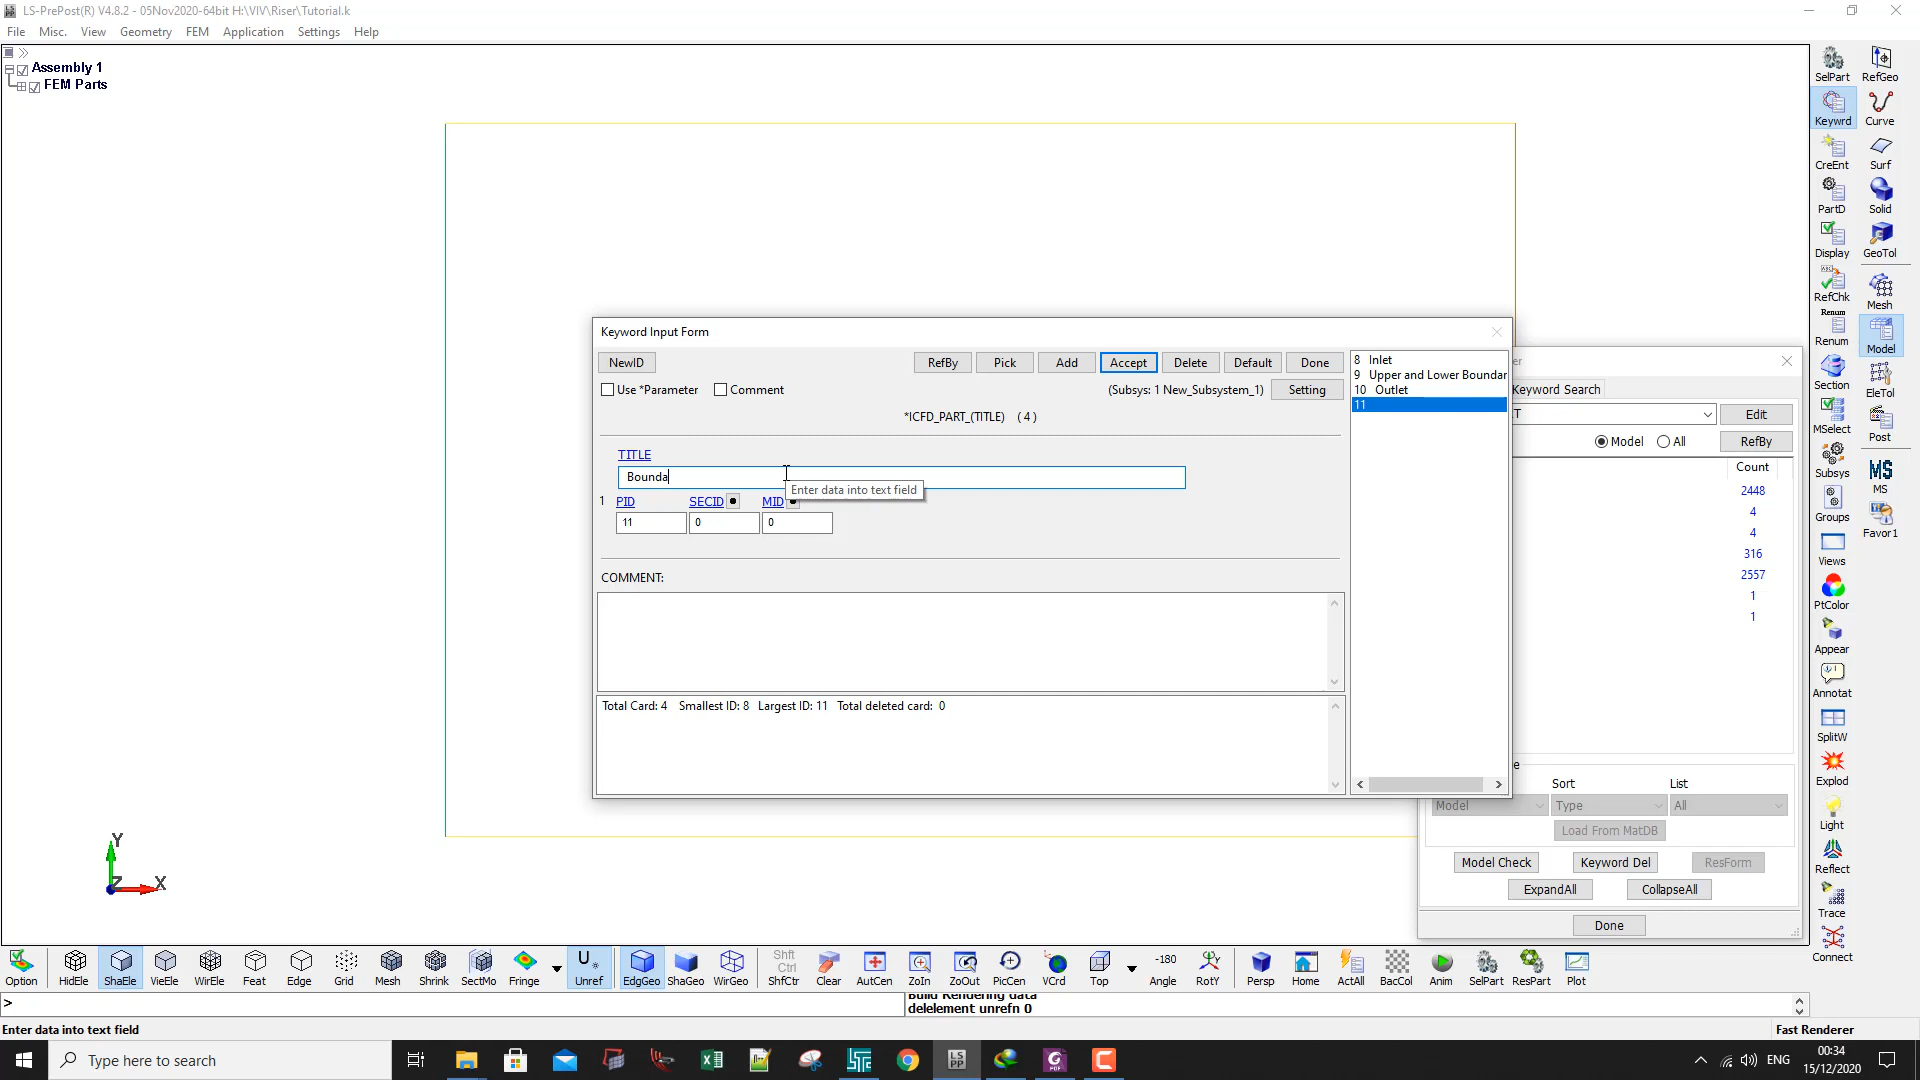 LS-PrePost(R) V4.8.2 - 05Nov2020-64bit H:\VIV\Riser\Tutorial.k
File Misc. View Geometry FEM Application Settings Help
Assembly 1
FEM Parts
Keyword Input Form
NewID RefBy Pick Add Accept Delete Default Done
Use *Parameter Comment (Subsys: 1 New_Subsystem_1) Setting
*ICFD_PART_(TITLE) (4)
TITLE
Bounda
Enter data into text field
1 PID SECID MID
11 0 0
COMMENT:
Total Card: 4 Smallest ID: 8 Largest ID: 11 Total deleted card: 0
8 Inlet
9 Upper and Lower Boundar
10 Outlet
11
Keyword Search
Edit
Model All RefBy
Count
2448
4
4
316
2557
1
1
Sort List
Model Type All
Load From MatDB
Model Check Keyword Del ResForm
ExpandAll CollapseAll
Done
SelPart RefGeo
Keywrd Curve
CreEnt Surf
PartD Solid
Display GeoTol
RefChk Mesh
Renum
Renum Model
Section EleTol
MSelect Post
Subsys MS
Groups Favor1
Views
PtColor
Appear
Annotat
SplitW
Explod
Light
Reflect
Trace
Connect
Y
Z X
Option HidEle ShaEle VieEle WirEle Feat Edge Grid Mesh Shrink SectMo Fringe Unref EdgGeo ShaGeo WirGeo Shft Ctrl ShfCtr Clear AutCen ZoIn ZoOut PicCen VCrd Top -180 Angle RotY Persp Home ActAll BacCol Anim SelPart ResPart Plot
>
Build Rendering data
delelement unrefn 0
Enter data into text field
Fast Renderer
Type here to search
ENG
00:34
15/12/2020